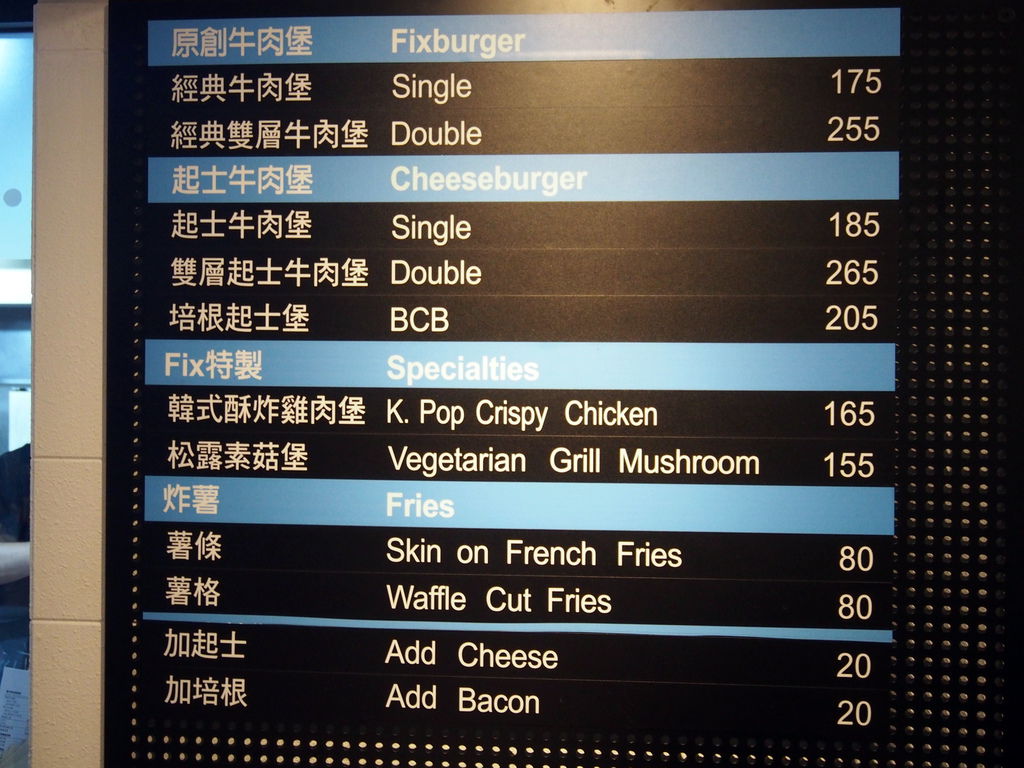 原創牛肉堡 Fixburger
經典牛肉堡 Single 175
經典雙層牛肉堡 Double 255
起士牛肉堡 Cheeseburger
起士牛肉堡 Single 185
雙層起士牛肉堡 Double 265
培根起士堡 BCB 205
Fix特製 Specialties
韓式酥炸雞肉堡 K. Pop Crispy Chicken 165
松露素菇堡 Vegetarian Grill Mushroom 155
炸薯 Fries
薯條 Skin on French Fries 80
薯格 Waffle Cut Fries 80
加起士 Add Cheese 20
加培根 Add Bacon 20